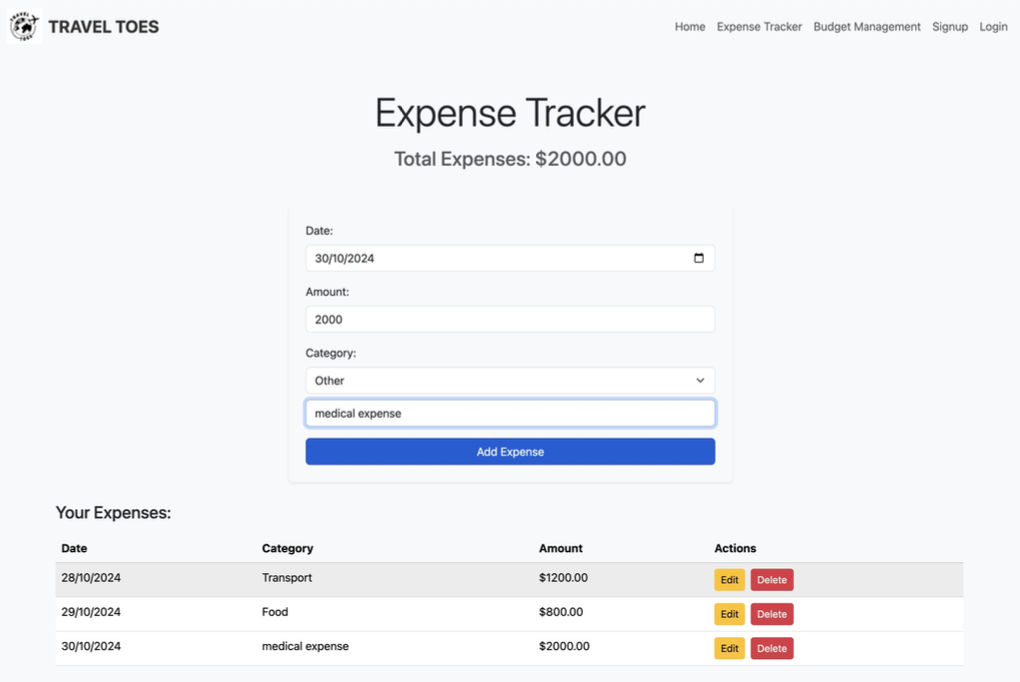 TRAVEL TOES
TRAVEL TOES Home Expense Tracker Budget Management Signup Login
Expense Tracker
Total Expenses: $2000.00
Date:
30/10/2024
Amount:
2000
Category:
Other
medical expense
Add Expense
Your Expenses:
Date Category Amount Actions
28/10/2024 Transport $1200.00 Edit Delete
29/10/2024 Food $800.00 Edit Delete
30/10/2024 medical expense $2000.00 Edit Delete